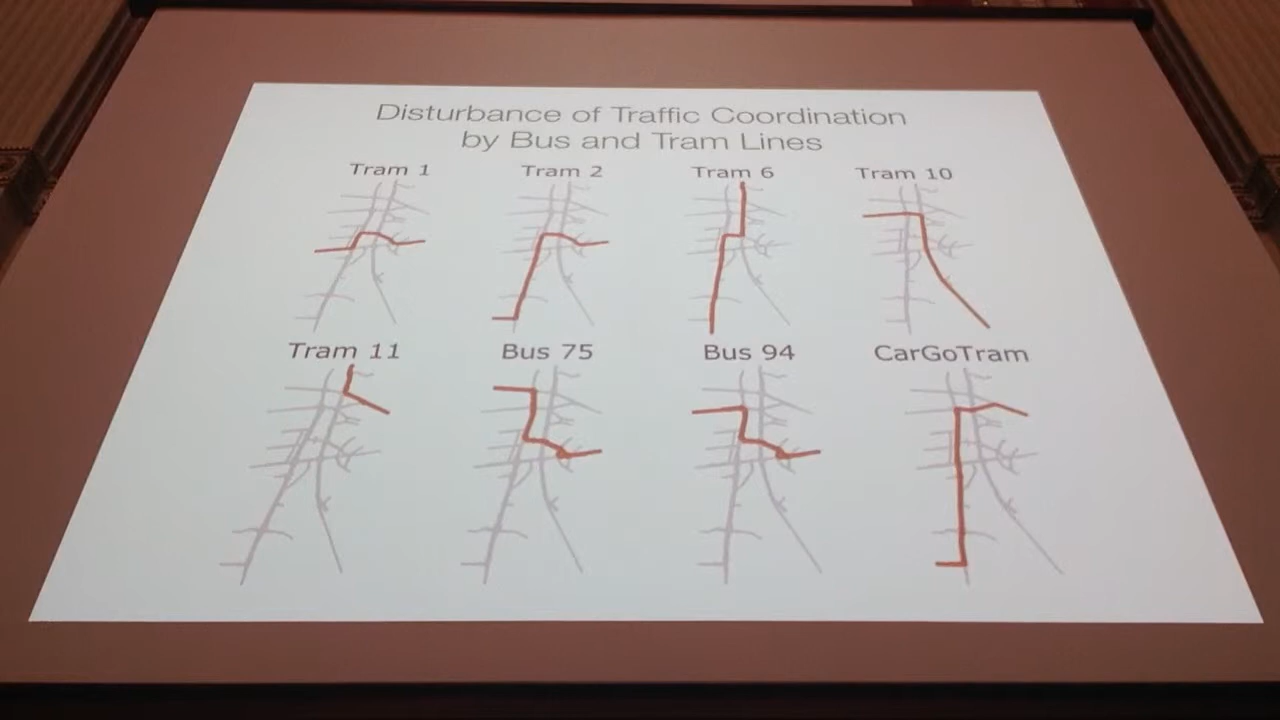 Disturbance of Traffic Coordination
by Bus and Tram Lines
Tram 1
Tram 2
Tram 6
Tram 10
Tram 11
Bus 75
Bus 94
CarGoTram